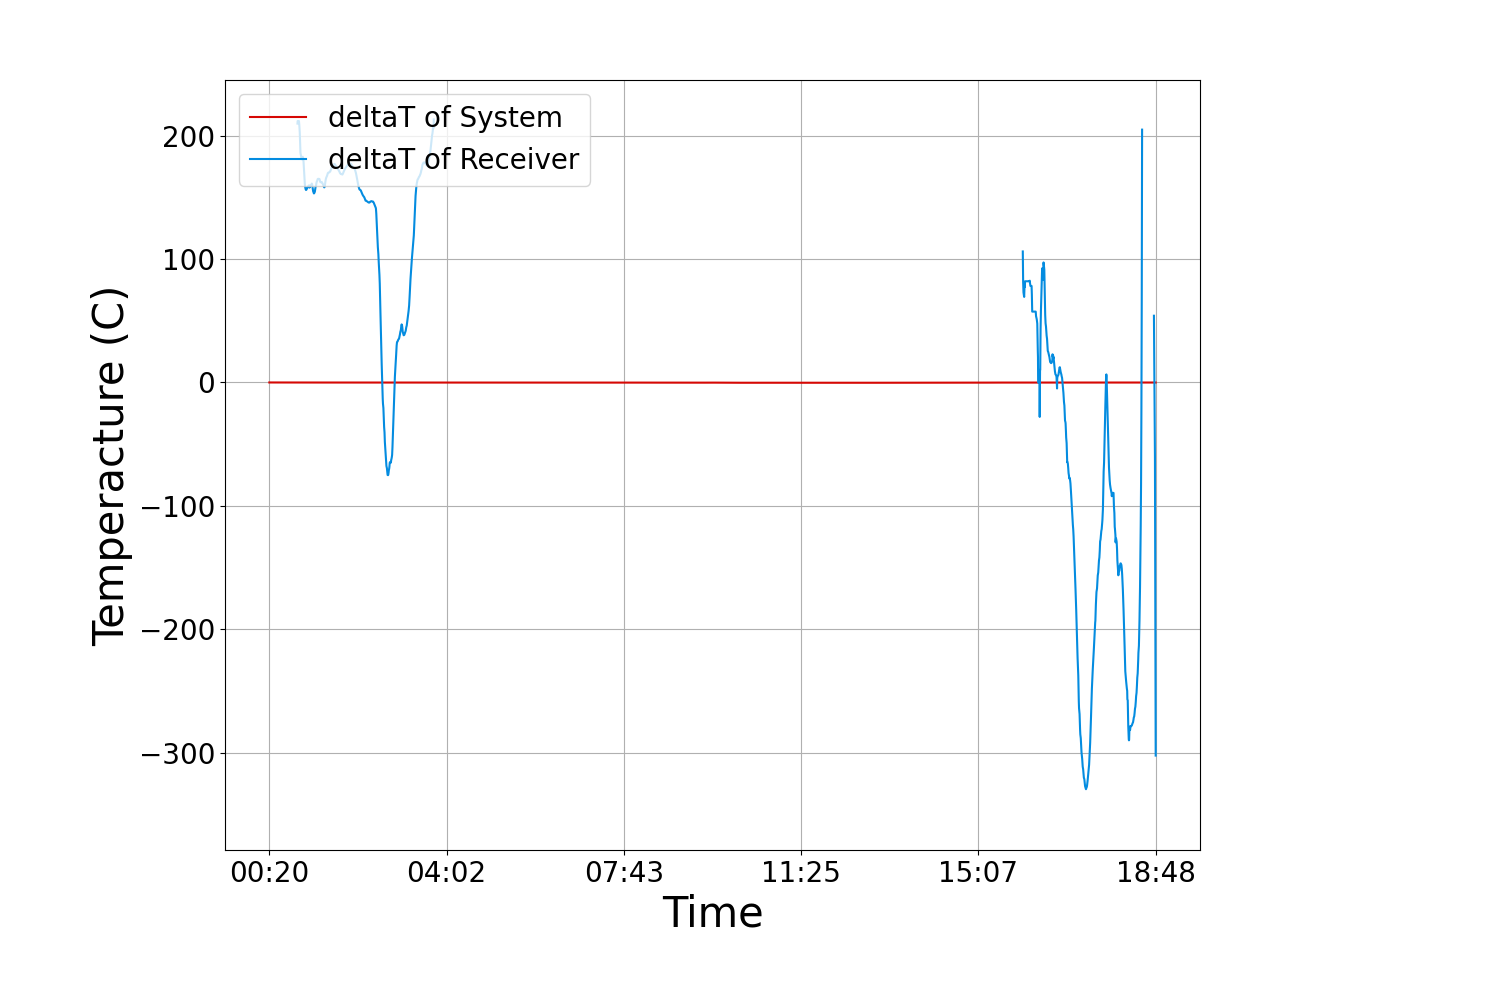 deltaT of System
deltaT of Receiver
200
100
0
−100
−200
−300
Temperacture (C)
00:20 04:02 07:43 11:25 15:07 18:48
Time